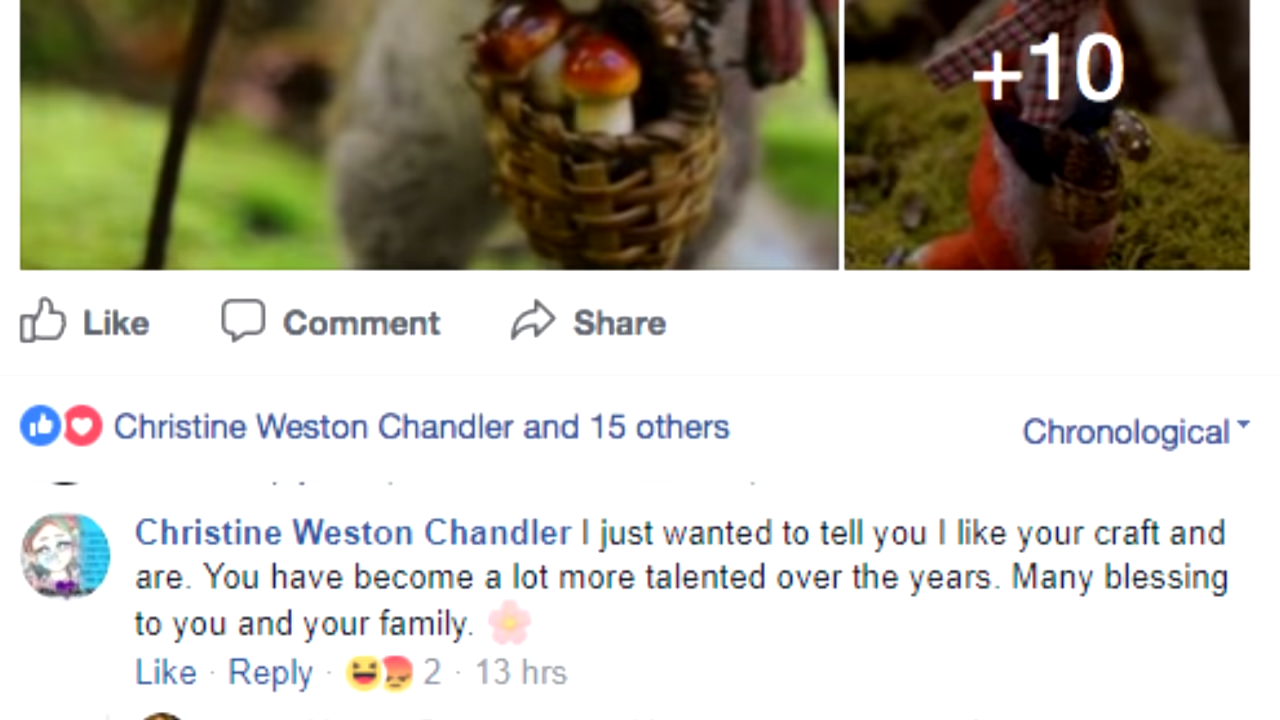 +10
Like Comment Share
Christine Weston Chandler and 15 others Chronological
Christine Weston Chandler I just wanted to tell you I like your craft and
are. You have become a lot more talented over the years. Many blessing
to you and your family. 🌸
Like · Reply · 2 · 13 hrs